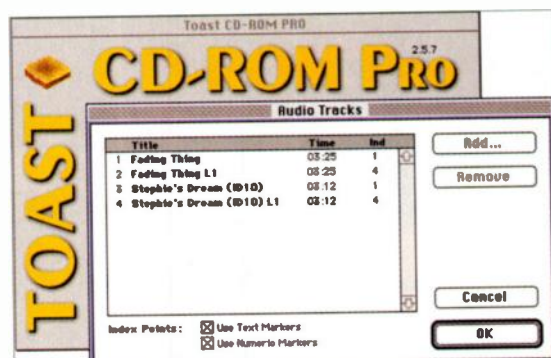 Toast CD-ROM PRO
TOAST
CD-ROM PRO
2.5.7
Audio Tracks
Title Time Ind
1 Fading Thing 03:25 1
2 Fading Thing L1 03:25 4
3 Stephie's Dream (ID10) 03:12 1
4 Stephie's Dream (ID10) L1 03:12 4
Add...
Remove
Cancel
OK
Index Points: Use Text Markers
Use Numeric Markers